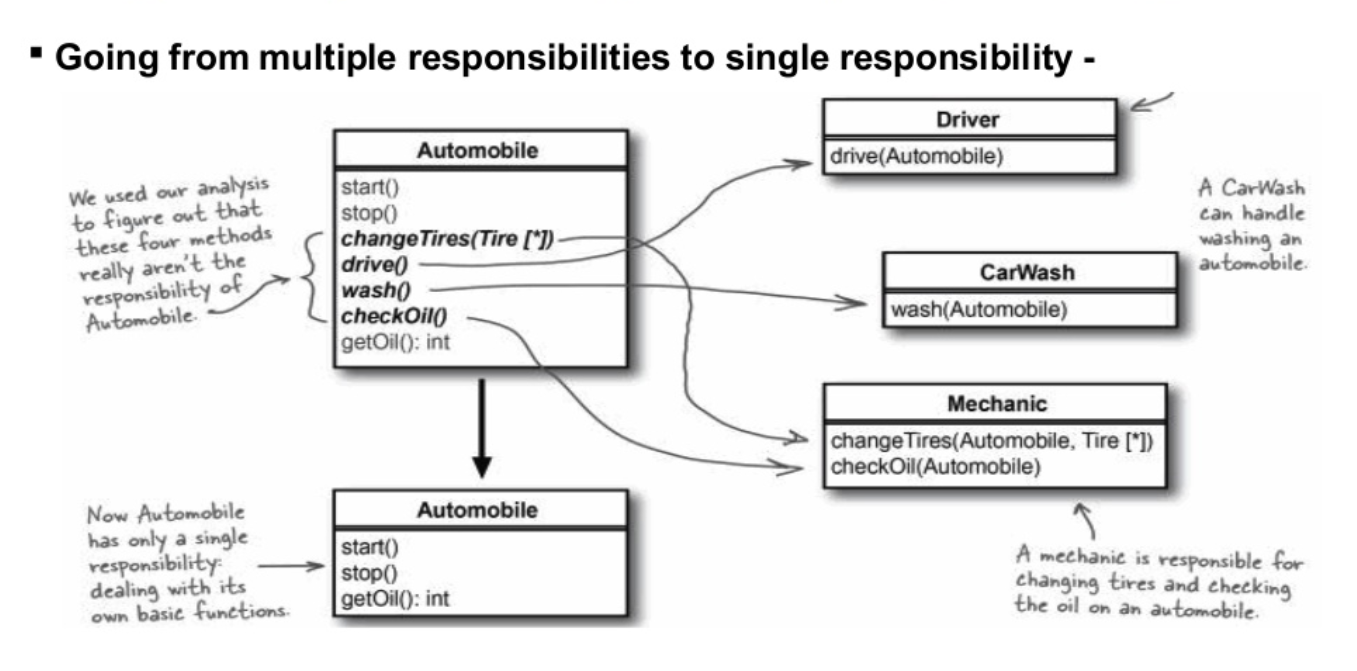 ▪ Going from multiple responsibilities to single responsibility -
We used our analysis
to figure out that
these four methods
really aren't the
responsibility of
Automobile.
Automobile
start()
stop()
changeTires(Tire [*])
drive()
wash()
checkOil()
getOil(): int
Driver
drive(Automobile)
A CarWash
can handle
washing an
automobile.
CarWash
wash(Automobile)
Mechanic
changeTires(Automobile, Tire [*])
checkOil(Automobile)
A mechanic is responsible for
changing tires and checking
the oil on an automobile.
Now Automobile
has only a single
responsibility:
dealing with its
own basic functions.
Automobile
start()
stop()
getOil(): int